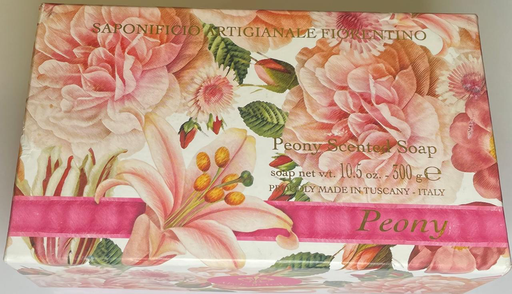 SAPONIFICIO ARTIGIANALE FIORENTINO
Peony Scented Soap
soap net wt. 10.5 oz. - 300 g ℮
PROUDLY MADE IN TUSCANY - ITALY
Peony